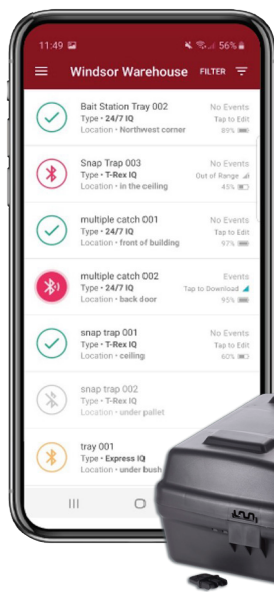 11:49 56%
Windsor Warehouse FILTER
Bait Station Tray 002 No Events
Type • 24/7 IQ Tap to Edit
Location • Northwest corner 89%
Snap Trap 003 No Events
Type • T-Rex IQ Out of Range
Location • in the ceiling 45%
multiple catch 001 No Events
Type • 24/7 IQ Tap to Edit
Location • front of building 97%
multiple catch 002 Events
Type • 24/7 IQ Tap to Download
Location • back door 95%
snap trap 001 No Events
Type • T-Rex IQ Tap to Edit
Location • ceiling 60%
snap trap 002
Type • T-Rex IQ
Location • under pallet
tray 001
Type • Express IQ
Location • under bush